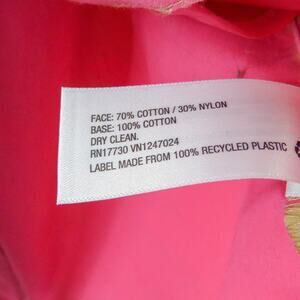 FACE: 70% COTTON / 30% NYLON
BASE: 100% COTTON
DRY CLEAN.
RN17730 VN1247024
LABEL MADE FROM 100% RECYCLED PLASTIC